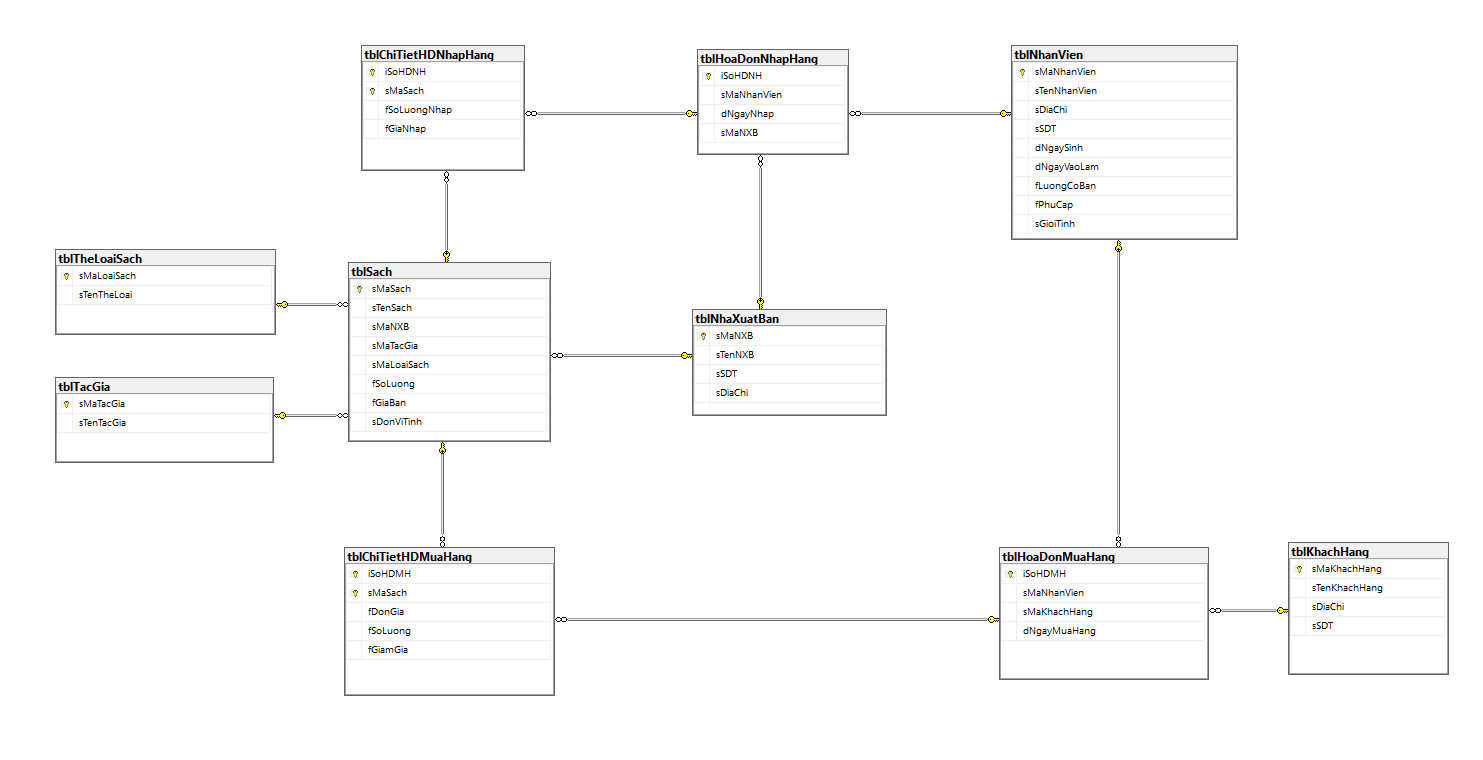 tblChiTietHDNhapHang
iSoHDNH
sMaSach
fSoLuongNhap
fGiaNhap
tblHoaDonNhapHang
iSoHDNH
sMaNhanVien
dNgayNhap
sMaNXB
tblNhanVien
sMaNhanVien
sTenNhanVien
sDiaChi
sSDT
dNgaySinh
dNgayVaoLam
fLuongCoBan
fPhuCap
sGioiTinh
tblTheLoaiSach
sMaLoaiSach
sTenTheLoai
tblSach
sMaSach
sTenSach
sMaNXB
sMaTacGia
sMaLoaiSach
fSoLuong
fGiaBan
sDonViTinh
tblNhaXuatBan
sMaNXB
sTenNXB
sSDT
sDiaChi
tblTacGia
sMaTacGia
sTenTacGia
tblChiTietHDMuaHang
iSoHDMH
sMaSach
fDonGia
fSoLuong
fGiamGia
tblHoaDonMuaHang
iSoHDMH
sMaNhanVien
sMaKhachHang
dNgayMuaHang
tblKhachHang
sMaKhachHang
sTenKhachHang
sDiaChi
sSDT